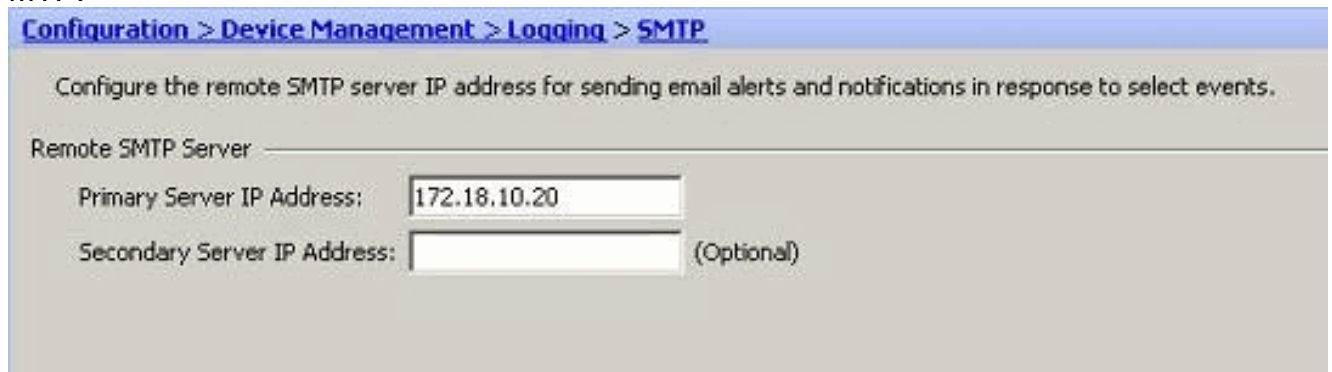 Configuration > Device Management > Logging > SMTP
Configure the remote SMTP server IP address for sending email alerts and notifications in response to select events.
Remote SMTP Server
Primary Server IP Address: 172.18.10.20
Secondary Server IP Address: (Optional)